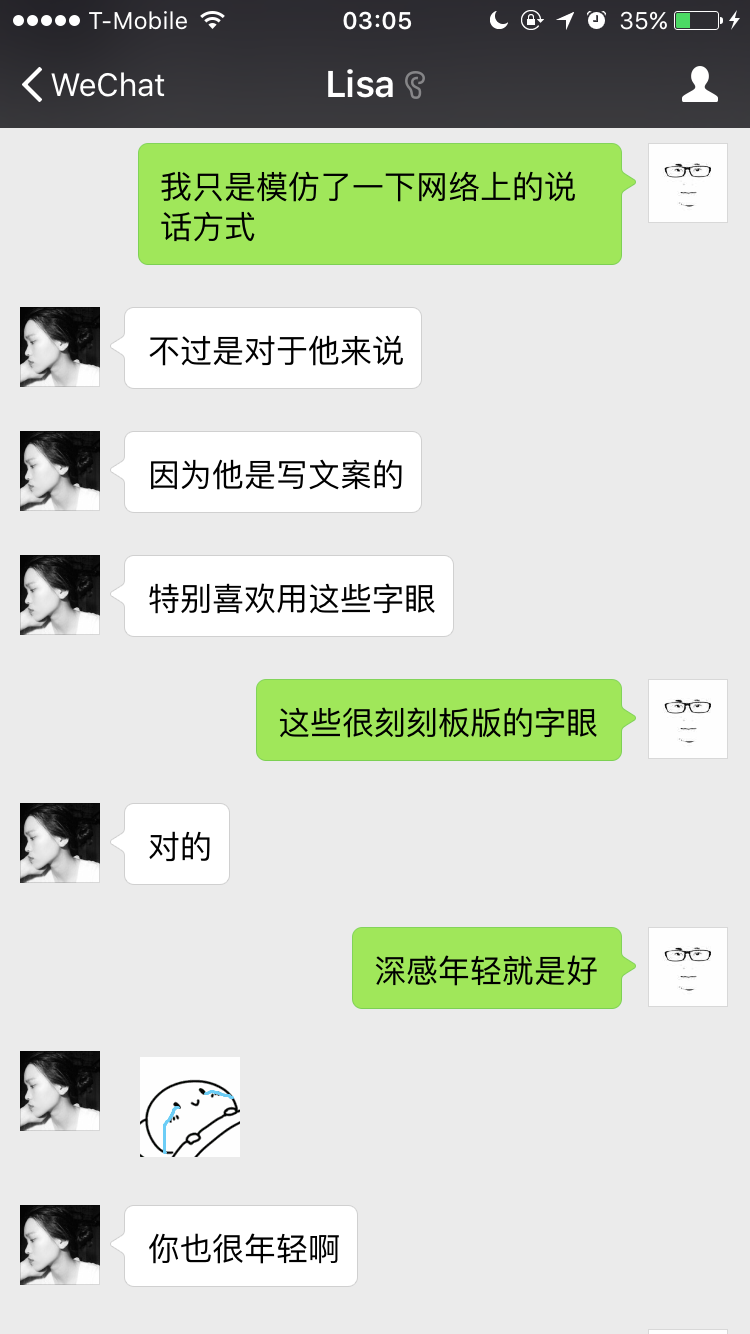 T-Mobile 03:05 35%
WeChat Lisa
我只是模仿了一下网络上的说
话方式
不过是对于他来说
因为他是写文案的
特别喜欢用这些字眼
这些很刻刻板版的字眼
对的
深感年轻就是好
你也很年轻啊